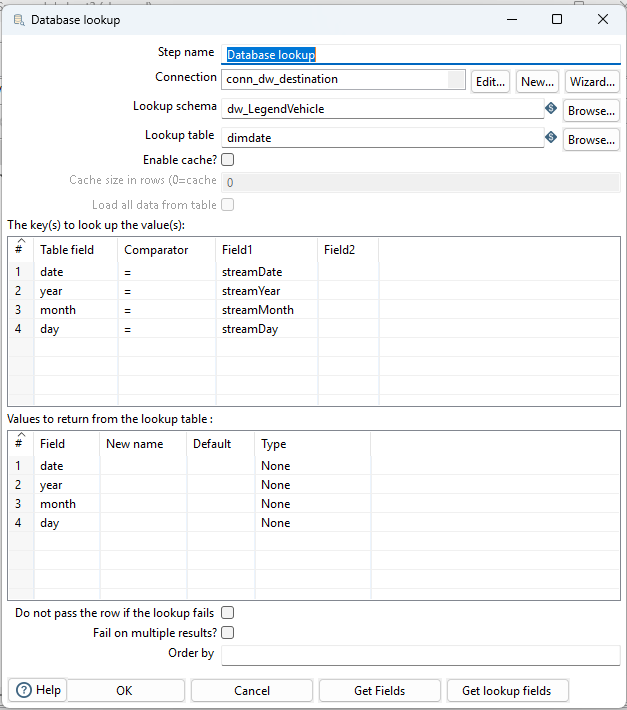 Database lookup
Step name Database lookup
Connection conn_dw_destination Edit... New... Wizard...
Lookup schema dw_LegendVehicle S Browse...
Lookup table dimdate S Browse...
Enable cache?
Cache size in rows (0=cache 0
Load all data from table
The key(s) to look up the value(s):
# Table field Comparator Field1 Field2
1 date = streamDate
2 year = streamYear
3 month = streamMonth
4 day = streamDay
Values to return from the lookup table :
# Field New name Default Type
1 date None
2 year None
3 month None
4 day None
Do not pass the row if the lookup fails
Fail on multiple results?
Order by
? Help OK Cancel Get Fields Get lookup fields